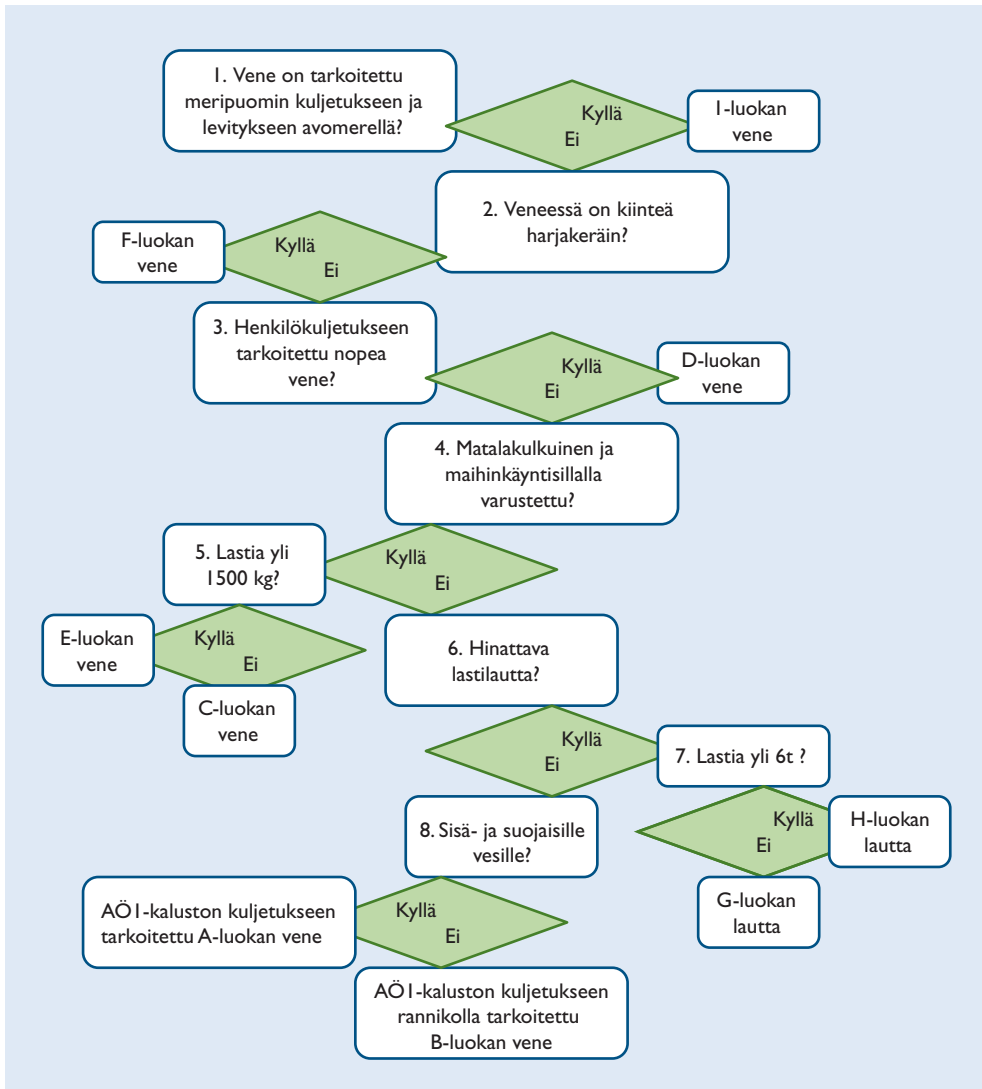 1. Vene on tarkoitettu
meripuomin kuljetukseen ja
levitykseen avomerellä?
Kyllä
Ei
I-luokan
vene
2. Veneessä on kiinteä
harjakeräin?
Kyllä
Ei
F-luokan
vene
3. Henkilökuljetukseen
tarkoitettu nopea
vene?
Kyllä
Ei
D-luokan
vene
4. Matalakulkuinen ja
maihinkäyntisillalla
varustettu?
Kyllä
Ei
5. Lastia yli
1500 kg?
Kyllä
Ei
E-luokan
vene
C-luokan
vene
6. Hinattava
lastilautta?
Kyllä
Ei
7. Lastia yli 6t ?
Kyllä
Ei
H-luokan
lautta
G-luokan
lautta
8. Sisä- ja suojaisille
vesille?
Kyllä
Ei
AÖ1-kaluston kuljetukseen
tarkoitettu A-luokan vene
AÖ1-kaluston kuljetukseen
rannikolla tarkoitettu
B-luokan vene